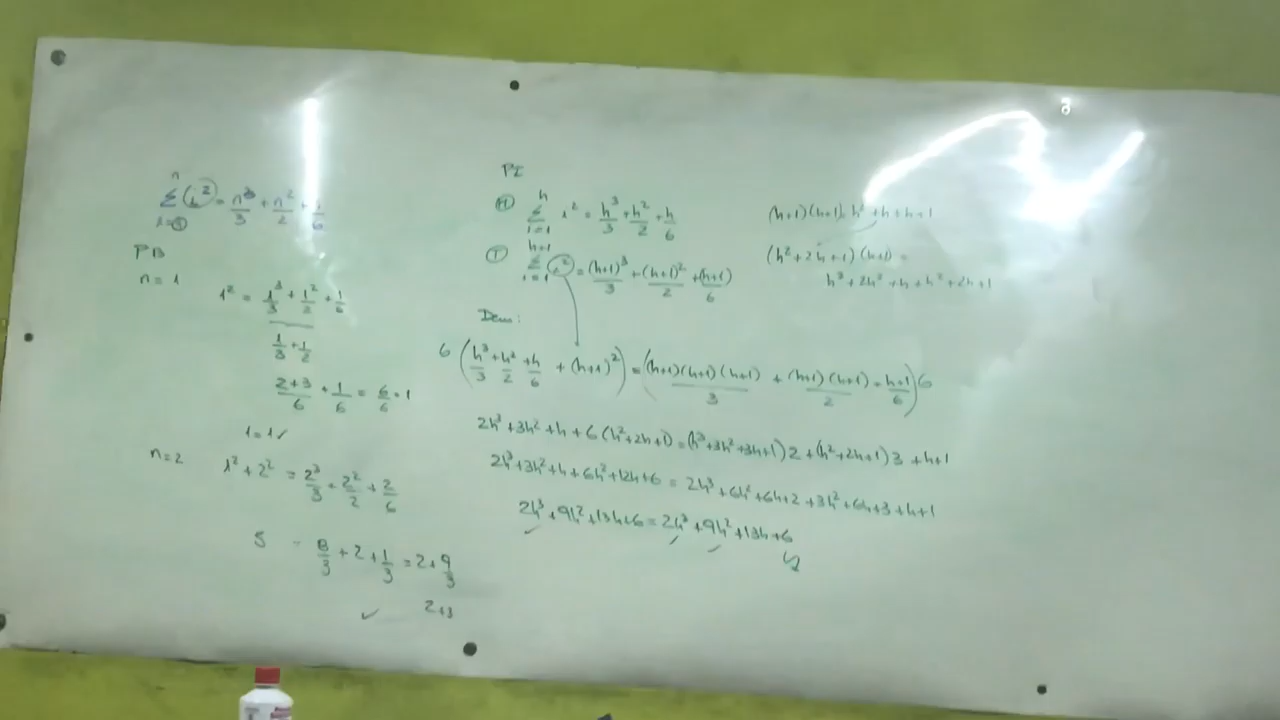 n
Σ (i²) = n³/3 + n²/2 + n/6
i=1
PB
n=1
1² = 1³/3 + 1²/2 + 1/6
1/3 + 1/2
2+3/6 + 1/6 = 6/6 = 1
1=1 ✓
n=2
1² + 2² = 2³/3 + 2²/2 + 2/6
5 = 8/3 + 2 + 1/3 = 2 + 9/3
✓ 2+3
PI
h
(H) Σ i² = h³/3 + h²/2 + h/6
i=1
h+1
(T) Σ i² = (h+1)³/3 + (h+1)²/2 + (h+1)/6
i=1
Dem:
6 (h³/3 + h²/2 + h/6 + (h+1)²) = ((h+1)(h+1)(h+1)/3 + (h+1)(h+1)/2 + h+1/6) 6
2h³+3h²+h+6(h²+2h+1) = (h³+3h²+3h+1)2+(h²+2h+1)3+h+1
2h³+3h²+h+6h²+12h+6 = 2h³+6h²+6h+2+3h²+6h+3+h+1
2h³+9h²+13h+6 = 2h³+9h²+13h+6
(h+1)(h+1) = h²+h+h+1
(h²+2h+1)(h+1) =
h³+2h²+h+h²+2h+1